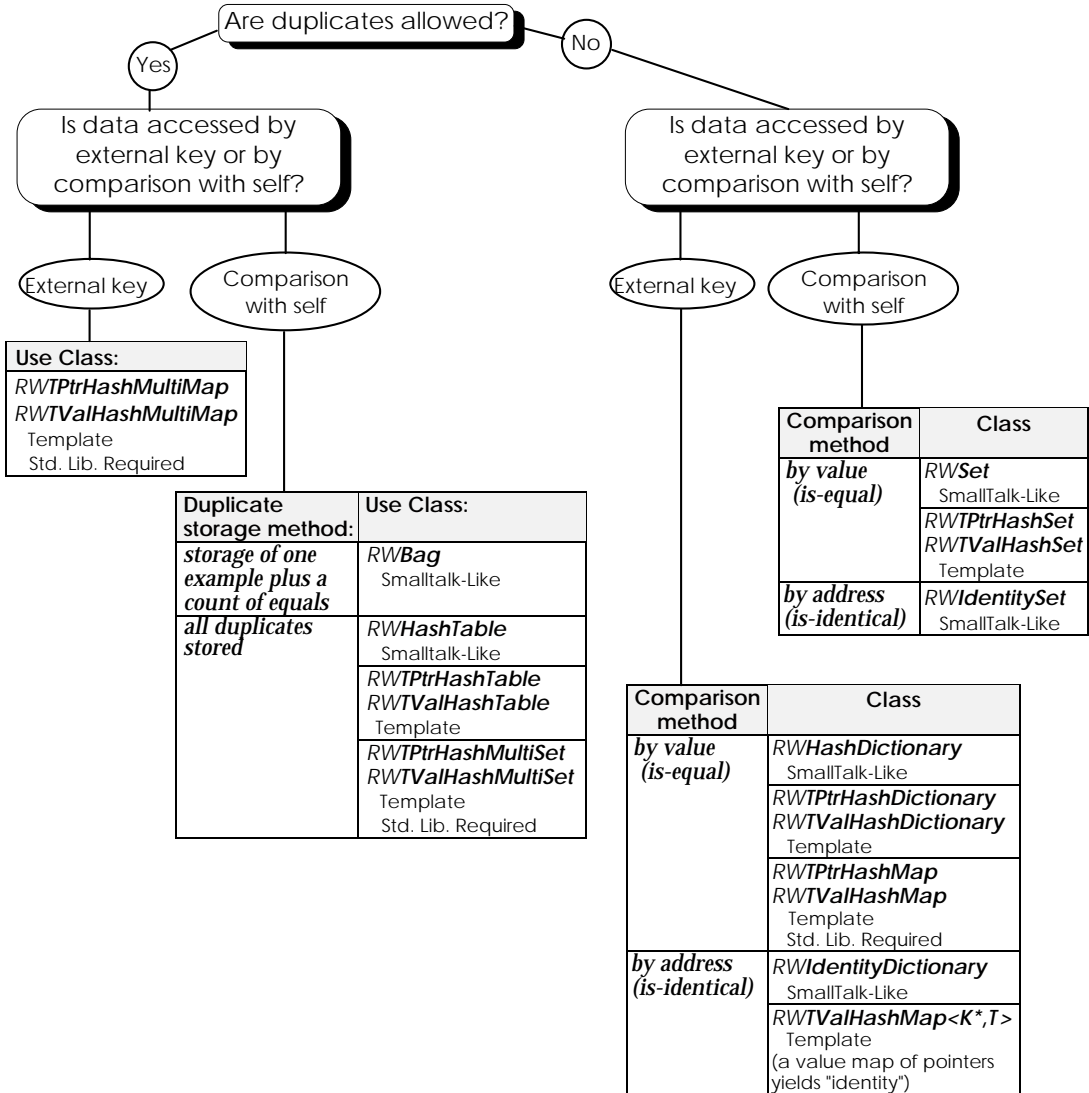 Are duplicates allowed?
Yes
No
Is data accessed by
external key or by
comparison with self?
Is data accessed by
external key or by
comparison with self?
External key
Comparison
with self
External key
Comparison
with self
Use Class:
RWTPtrHashMultiMap
RWTValHashMultiMap
Template
Std. Lib. Required
Duplicate
storage method:
Use Class:
storage of one
example plus a
count of equals
RWBag
Smalltalk-Like
all duplicates
stored
RWHashTable
Smalltalk-Like
RWTPtrHashTable
RWTValHashTable
Template
RWTPtrHashMultiSet
RWTValHashMultiSet
Template
Std. Lib. Required
Comparison
method
Class
by value
(is-equal)
RWSet
SmallTalk-Like
RWTPtrHashSet
RWTValHashSet
Template
by address
(is-identical)
RWIdentitySet
SmallTalk-Like
Comparison
method
Class
by value
(is-equal)
RWHashDictionary
SmallTalk-Like
RWTPtrHashDictionary
RWTValHashDictionary
Template
RWTPtrHashMap
RWTValHashMap
Template
Std. Lib. Required
by address
(is-identical)
RWIdentityDictionary
SmallTalk-Like
RWTValHashMap<K*,T>
Template
(a value map of pointers
yields "identity")